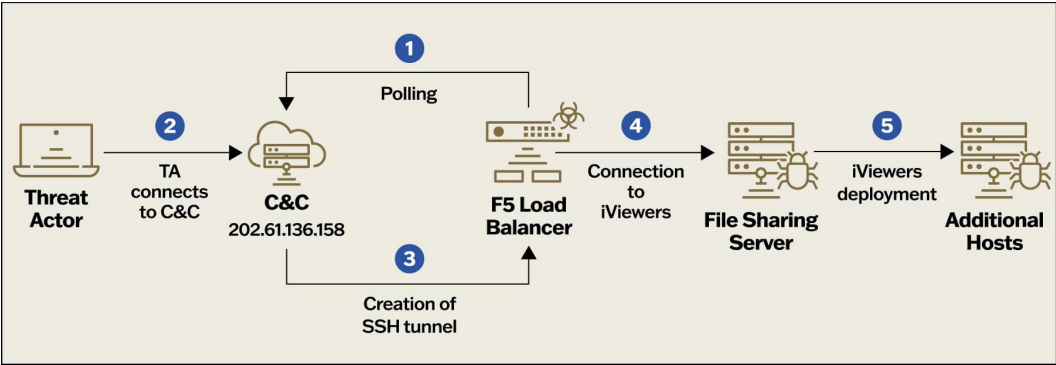 1
Polling
2
TA
connects
to C&C
Threat
Actor
C&C
202.61.136.158
3
Creation of
SSH tunnel
F5 Load
Balancer
4
Connection
to
iViewers
File Sharing
Server
5
iViewers
deployment
Additional
Hosts